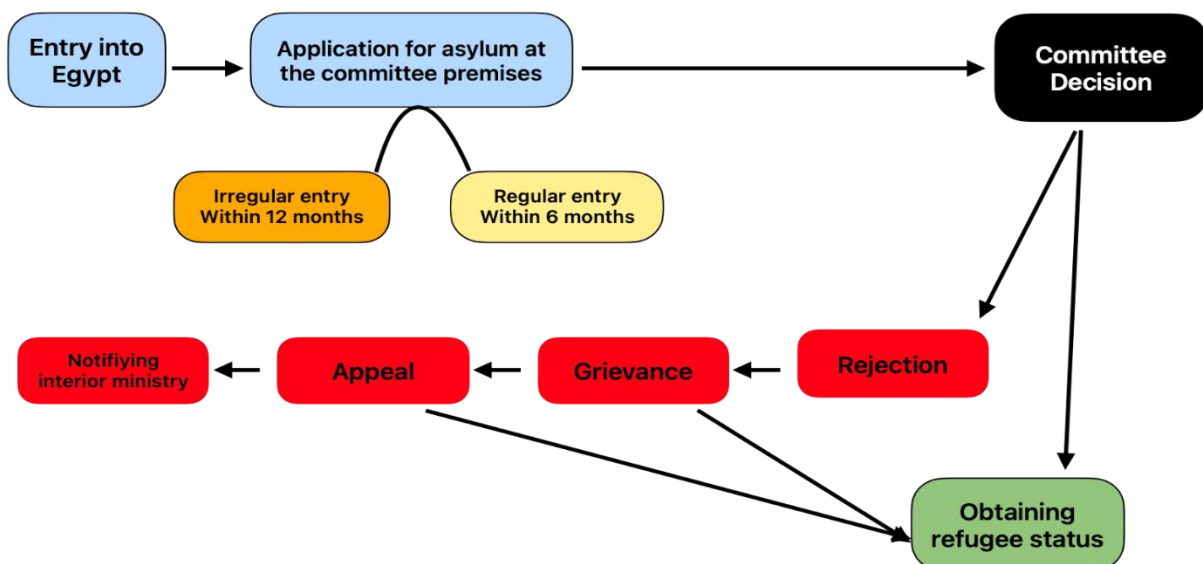 Entry into
Egypt
Application for asylum at
the committee premises
Committee
Decision
Irregular entry
Within 12 months
Regular entry
Within 6 months
Notifiying
interior ministry
Appeal
Grievance
Rejection
Obtaining
refugee status